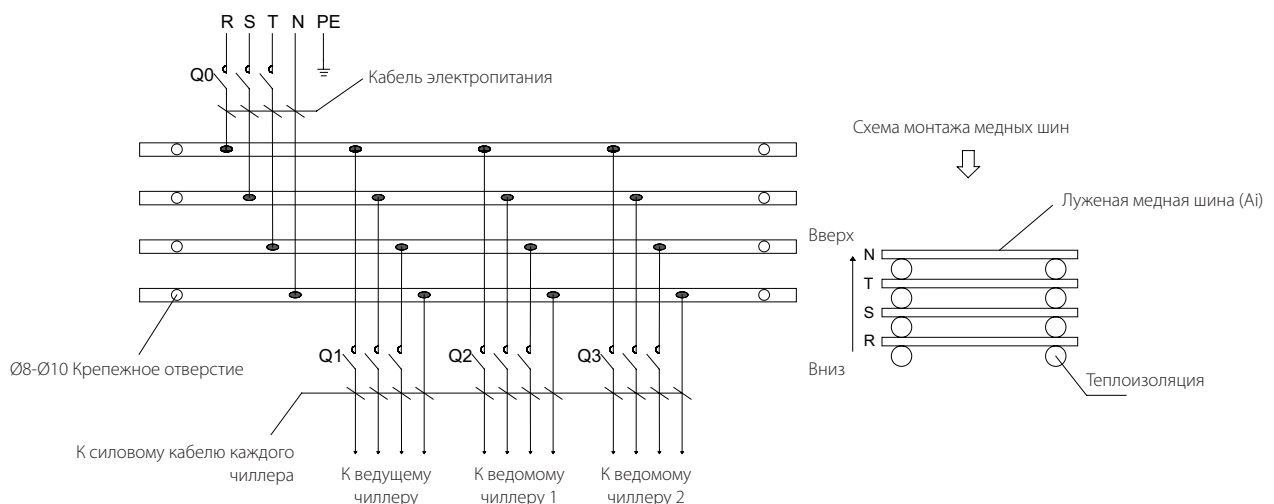 R S T N PE
Q0
Кабель электропитания
Схема монтажа медных шин
Луженая медная шина (Ai)
Вверх
N
T
S
R
Вниз
Теплоизоляция
Q1
Q2
Q3
Ø8-Ø10 Крепежное отверстие
К силовому кабелю каждого
чиллера
К ведущему
чиллеру
К ведомому
чиллеру 1
К ведомому
чиллеру 2